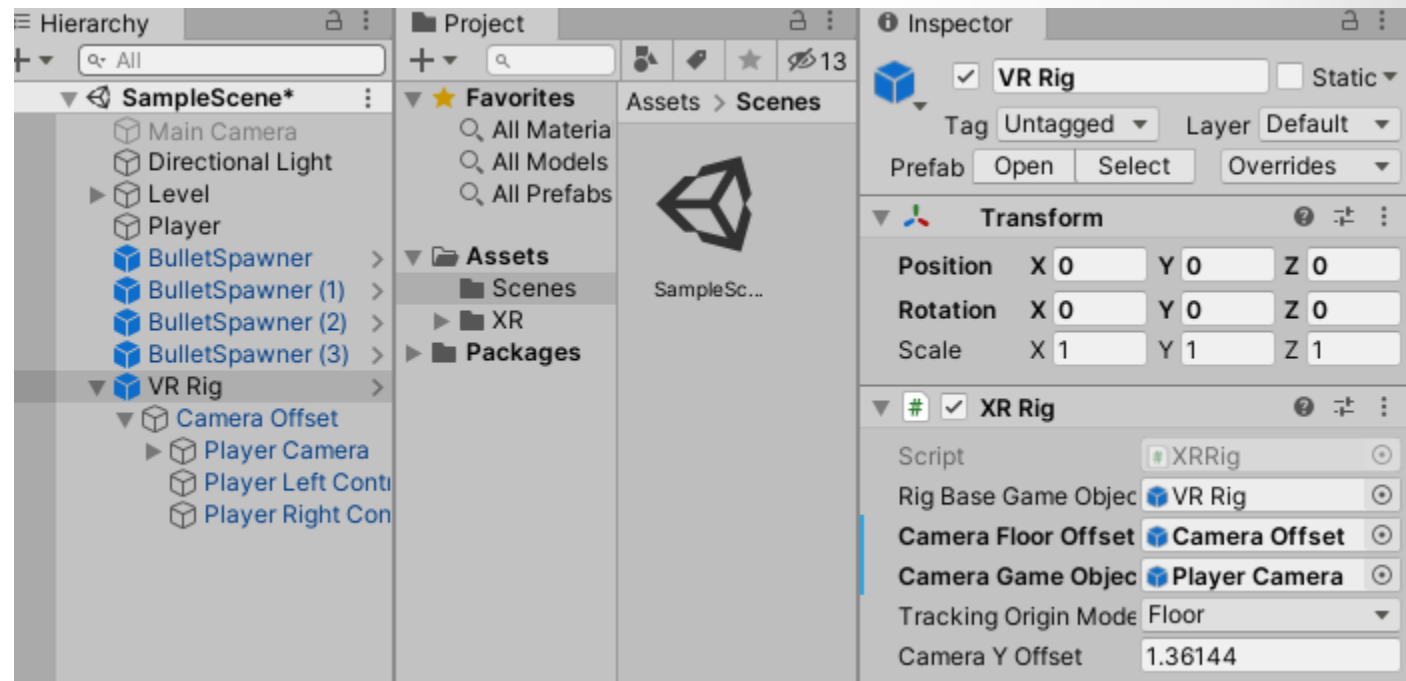 Hierarchy
All
SampleScene*
Main Camera
Directional Light
Level
Player
BulletSpawner
BulletSpawner (1)
BulletSpawner (2)
BulletSpawner (3)
VR Rig
Camera Offset
Player Camera
Player Left Contr
Player Right Con
Project
13
Favorites
All Materia
All Models
All Prefabs
Assets
Scenes
XR
Packages
Assets > Scenes
SampleSc...
Inspector
VR Rig Static
Tag Untagged Layer Default
Prefab Open Select Overrides
Transform
Position X 0 Y 0 Z 0
Rotation X 0 Y 0 Z 0
Scale X 1 Y 1 Z 1
# XR Rig
Script # XRRig
Rig Base Game Objec VR Rig
Camera Floor Offset Camera Offset
Camera Game Objec Player Camera
Tracking Origin Mode Floor
Camera Y Offset 1.36144